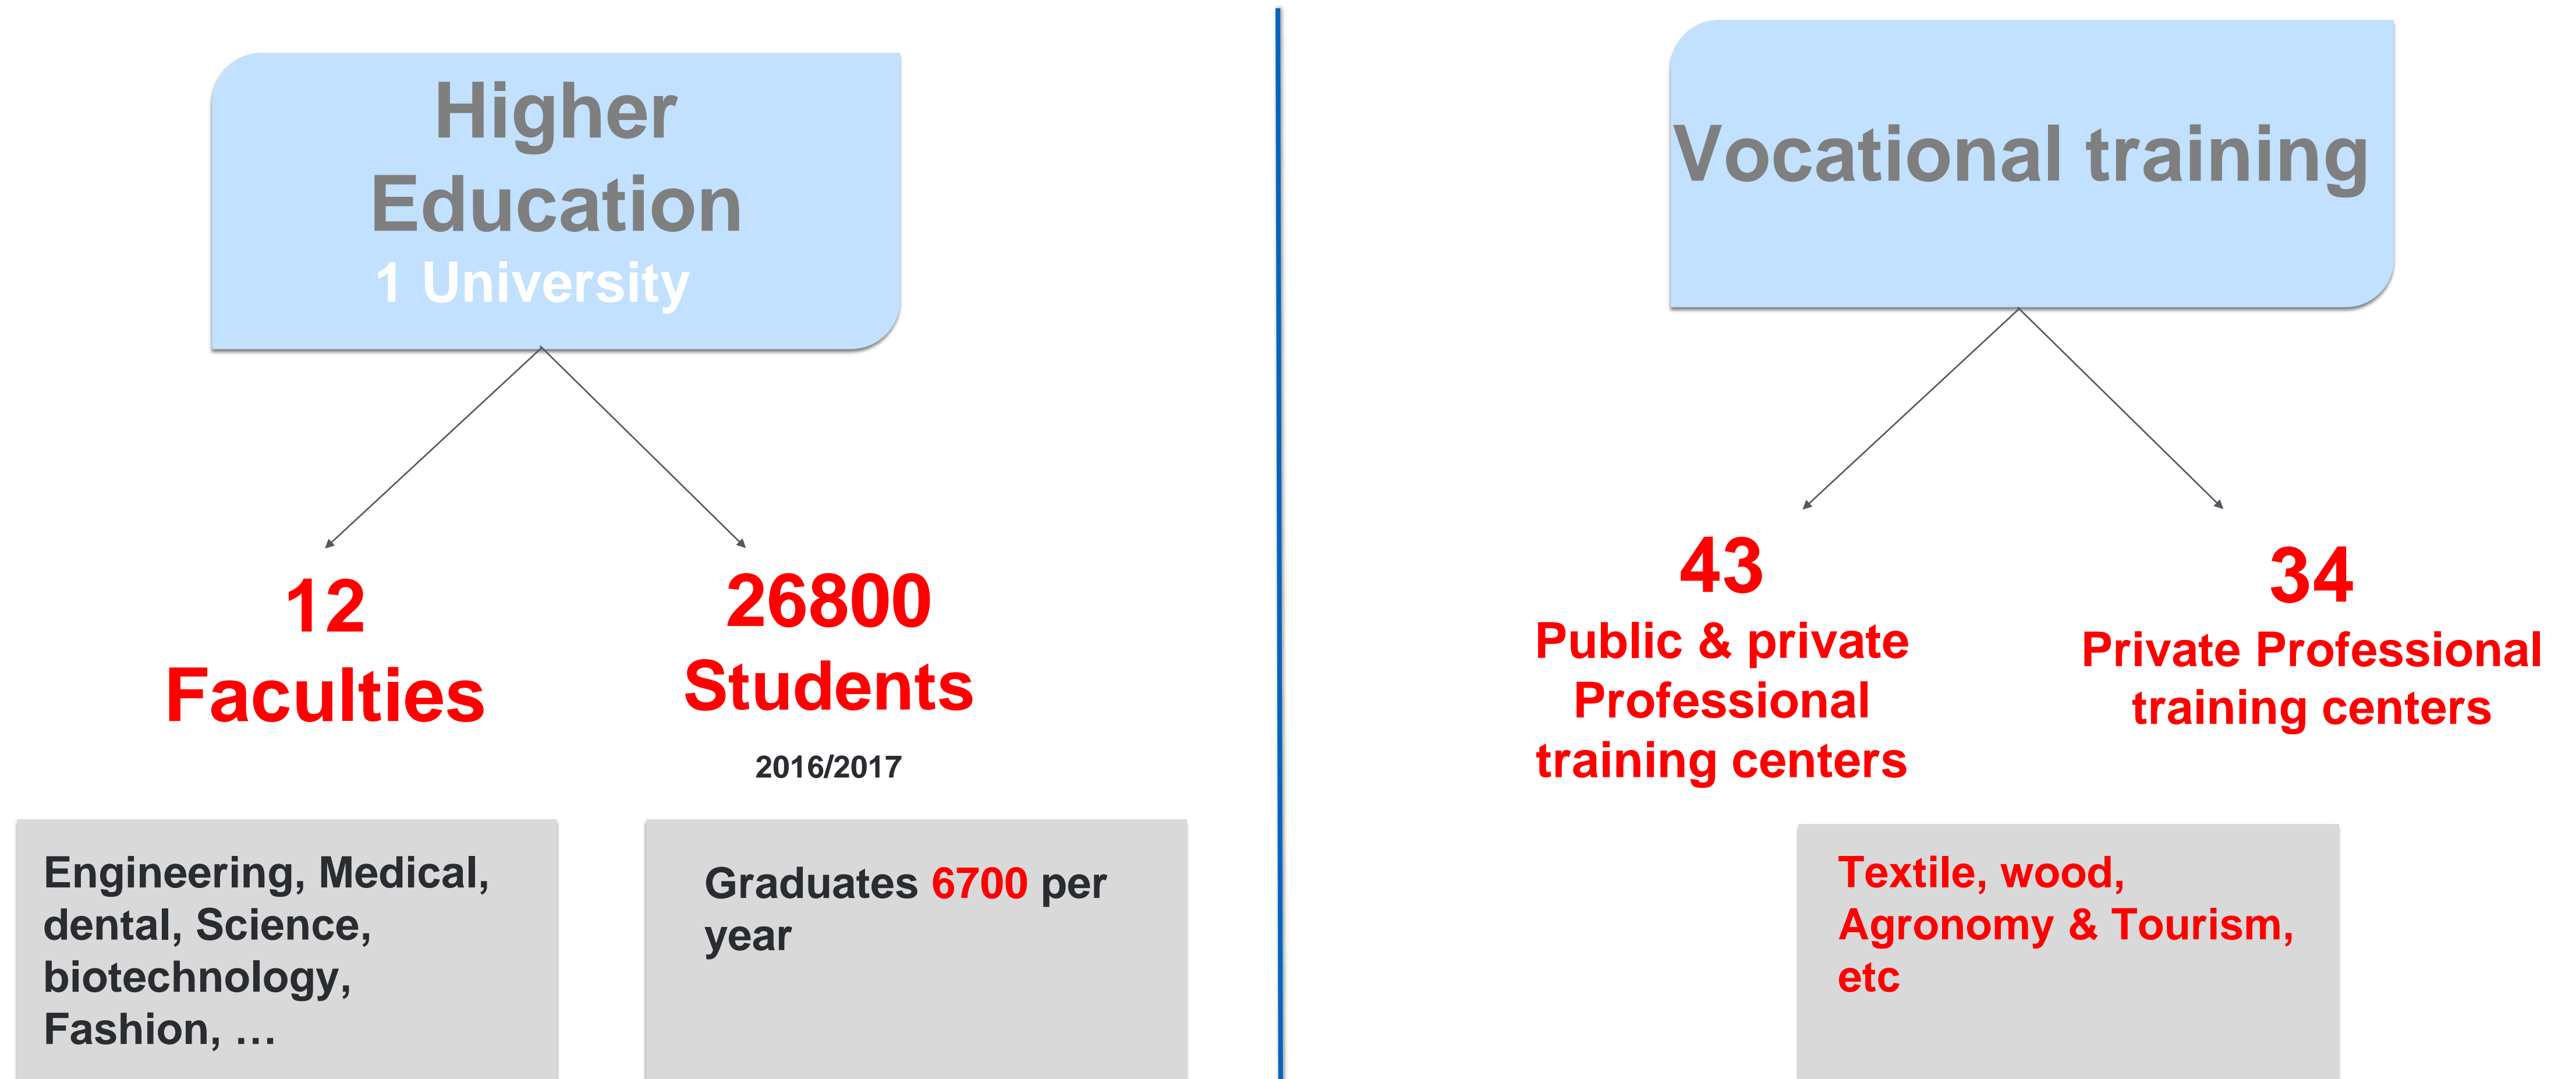 Higher
Education
1 University
12
Faculties
26800
Students
2016/2017
Engineering, Medical,
dental, Science,
biotechnology,
Fashion, …
Graduates 6700 per
year
Vocational training
43
Public & private
Professional
training centers
34
Private Professional
training centers
Textile, wood,
Agronomy & Tourism,
etc